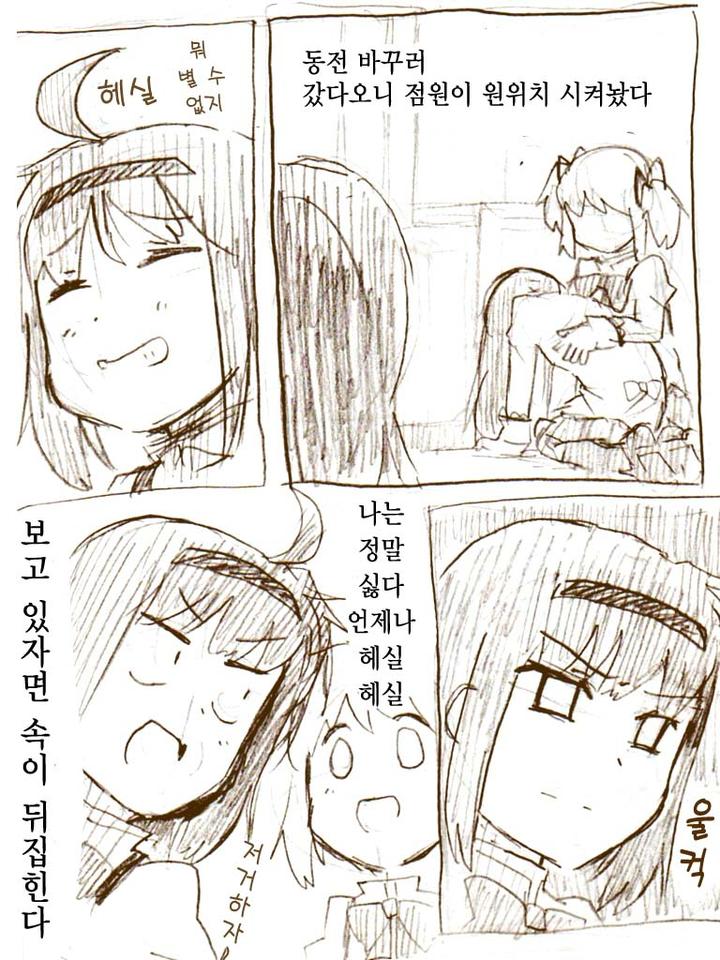 동전 바꾸러
갔다오니 점원이 원위치 시켜놨다
뭐
별 수
없지
헤실
울컥
나는
정말
싫다
언제나
헤실
헤실
저거하자
보고 있자면 속이 뒤집힌다